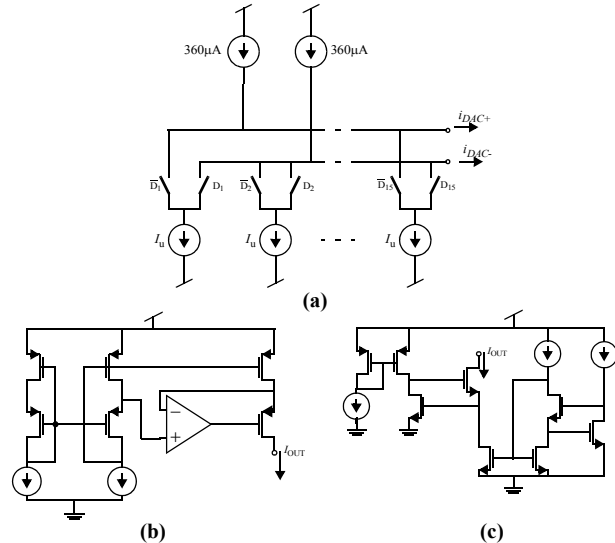 360µA 360µA
i_DAC+
i_DAC-
D̅₁ D₁ D̅₂ D₂ D̅₁₅ D₁₅
I_u I_u I_u
(a)
I_OUT
− +
I_OUT
(b) (c)